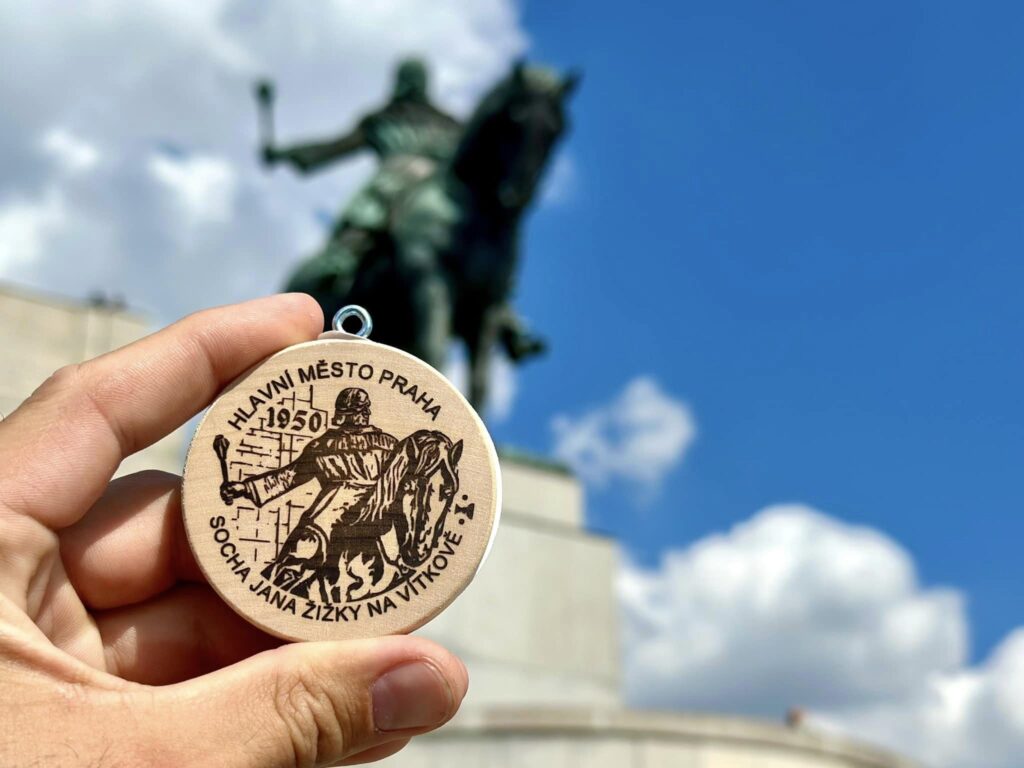 HLAVNÍ MĚSTO PRAHA
1950
SOCHA JANA ŽIŽKY NA VÍTKOVĚ